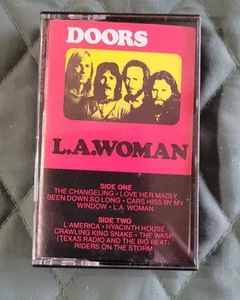 DOORS
L.A.WOMAN
SIDE ONE
THE CHANGELING • LOVE HER MADLY
BEEN DOWN SO LONG • CARS HISS BY MY
WINDOW • L.A. WOMAN
SIDE TWO
L'AMERICA • HYACINTH HOUSE
CRAWLING KING SNAKE • THE WASP
(TEXAS RADIO AND THE BIG BEAT)
RIDERS ON THE STORM